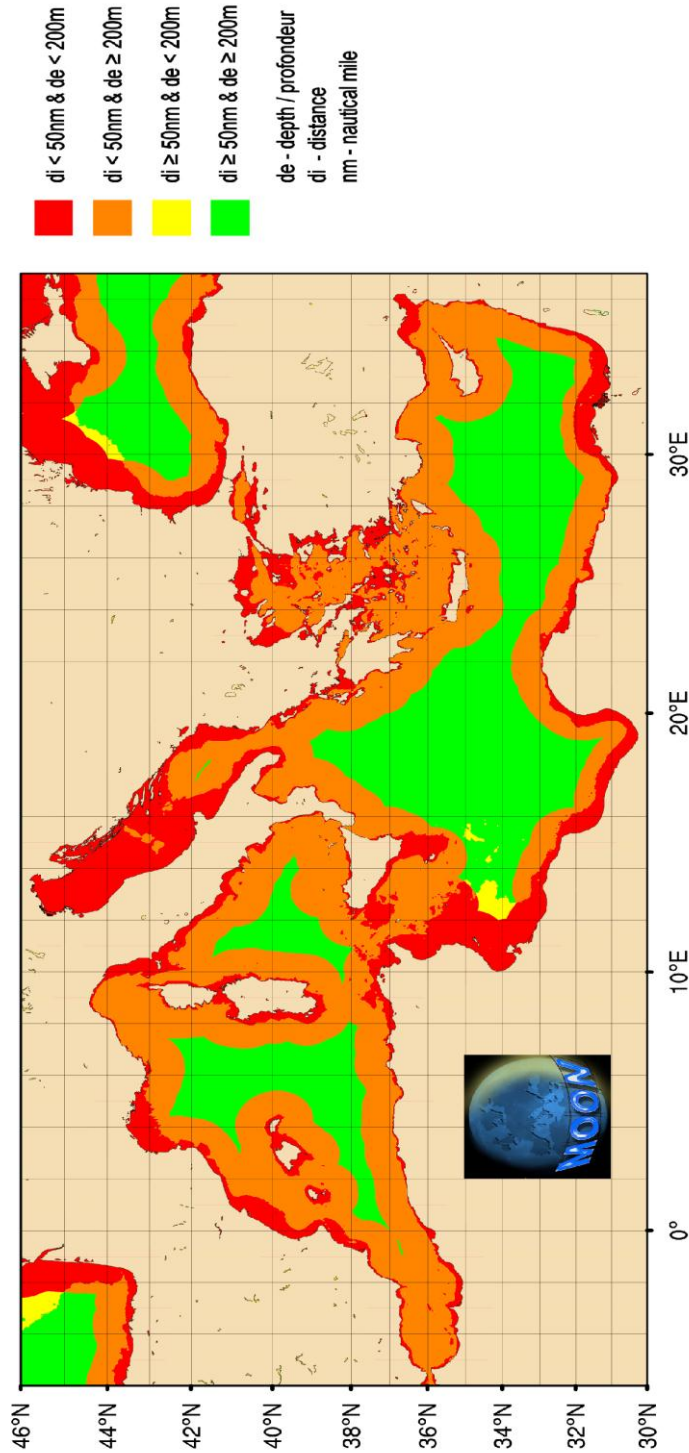 di < 50nm & de < 200m
di < 50nm & de ≥ 200m
di ≥ 50nm & de < 200m
di ≥ 50nm & de ≥ 200m
de - depth / profondeur
di - distance
nm - nautical mile
46°N
44°N
42°N
40°N
38°N
36°N
34°N
32°N
30°N
0°
10°E
20°E
30°E
MOON